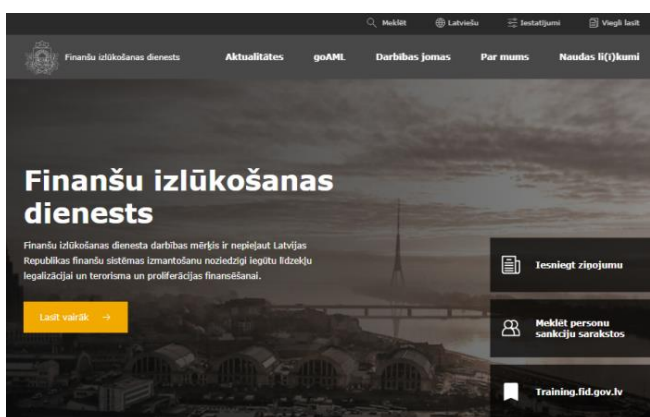 Meklēt Latviešu Iestatījumi Viegli lasīt
Finanšu izlūkošanas dienests Aktualitātes goAML Darbības jomas Par mums Naudas li(ī)kumi
Finanšu izlūkošanas
dienests
Finanšu izlūkošanas dienesta darbības mērķis ir nepieļaut Latvijas
Republikas finanšu sistēmas izmantošanu noziedzīgi iegūtu līdzekļu
legalizācijai un terorisma un proliferācijas finansēšanai.
Lasīt vairāk
Iesniegt ziņojumu
Meklēt personu
sankciju sarakstos
Training.fid.gov.lv